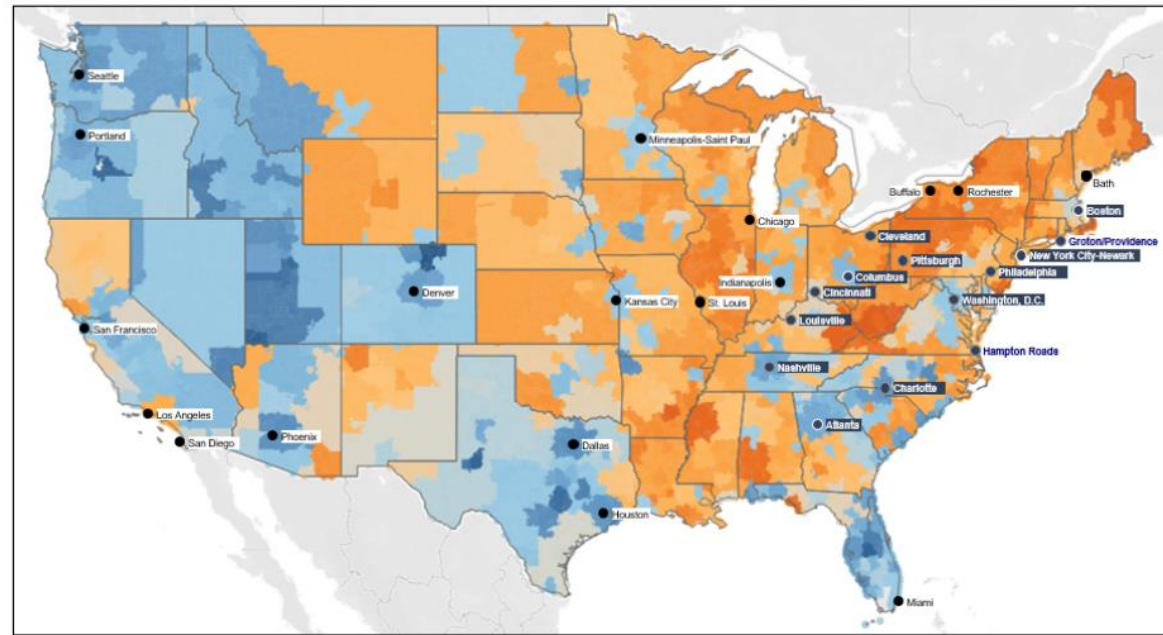 Seattle
Portland
Minneapolis-Saint Paul
Buffalo
Rochester
Bath
Boston
Chicago
Cleveland
Groton/Providence
New York City-Newark
Pittsburgh
Philadelphia
Columbus
Indianapolis
Denver
Cincinnati
Kansas City
St. Louis
Washington, D.C.
Louisville
San Francisco
Hampton Roads
Nashville
Charlotte
Los Angeles
Atlanta
Phoenix
San Diego
Dallas
Houston
Miami